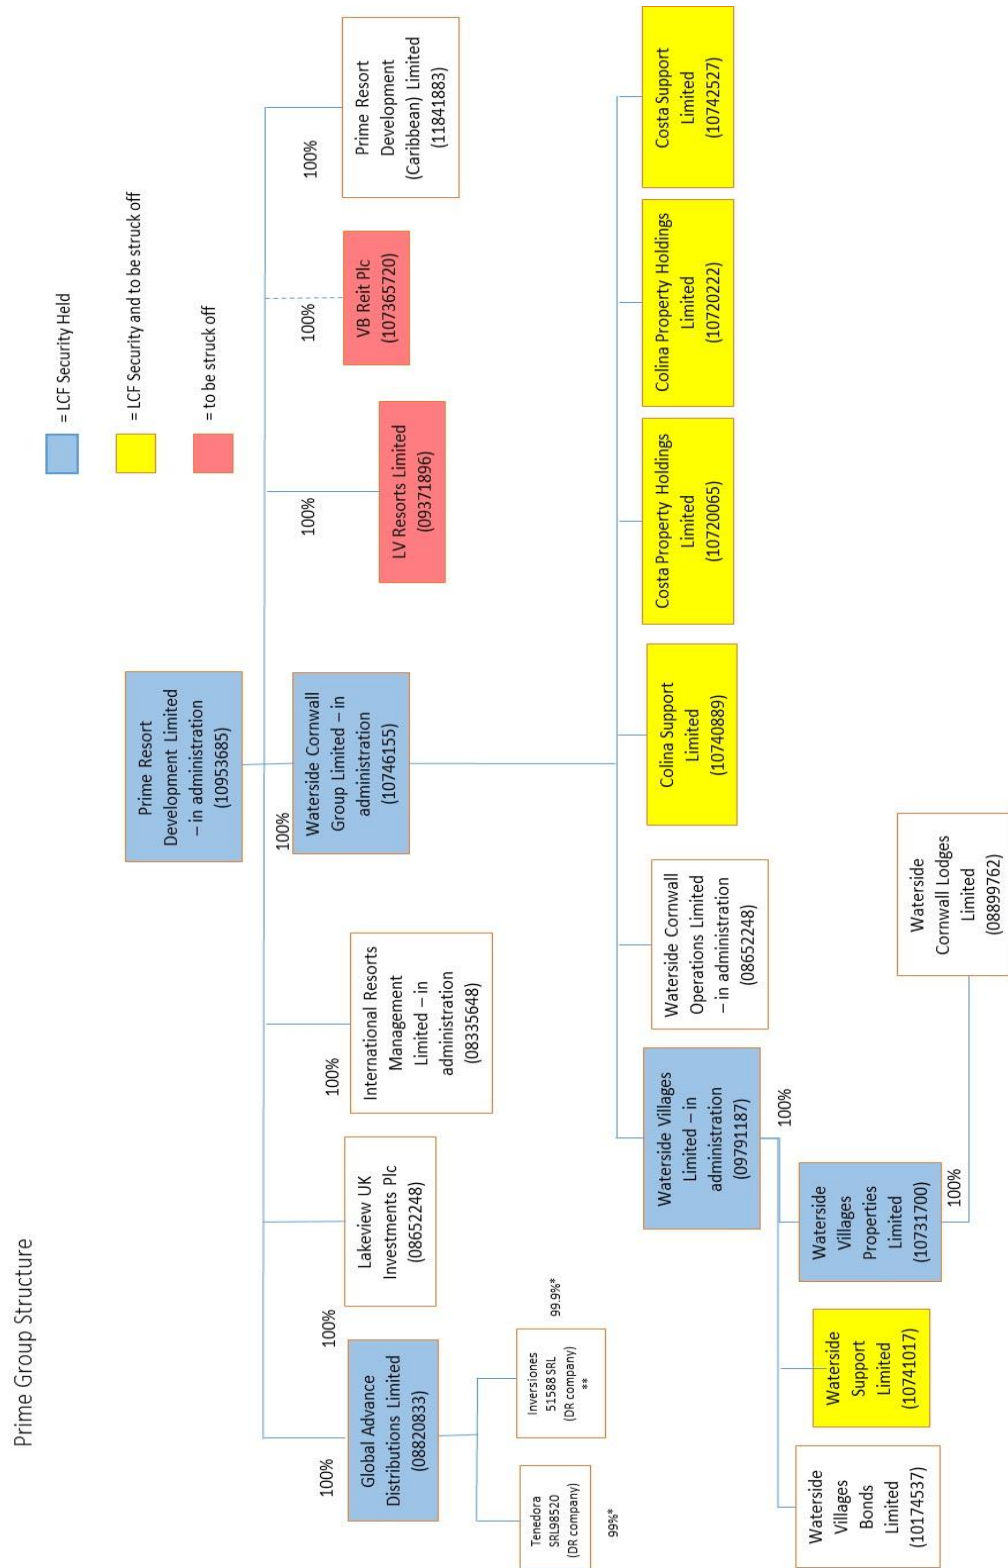 Prime Group Structure
= LCF Security Held
= LCF Security and to be struck off
= to be struck off
Prime Resort
Development Limited
– in administration
(10953685)
100%
Global Advance
Distributions Limited
(08820833)
100%
Lakeview UK
Investments Plc
(08652248)
100%
International Resorts
Management
Limited – in
administration
(08335648)
100%
Waterside Cornwall
Group Limited – in
administration
(10746155)
100%
LV Resorts Limited
(09371896)
100%
VB Reit Plc
(107365720)
100%
Prime Resort
Development
(Caribbean) Limited
(11841883)
99%*
Tenedora
SRL98520
(DR company)
99.9%*
Inversiones
51588 SRL
(DR company)
**
Waterside Villages
Limited – in
administration
(09791187)
Waterside Cornwall
Operations Limited
– in administration
(08652248)
Colina Support
Limited
(10740889)
Costa Property Holdings
Limited
(10720065)
Colina Property Holdings
Limited
(10720222)
Costa Support
Limited
(10742527)
100%
Waterside
Villages
Bonds
Limited
(10174537)
Waterside
Support
Limited
(10741017)
Waterside
Villages
Properties
Limited
(10731700)
100%
Waterside
Cornwall Lodges
Limited
(08899762)